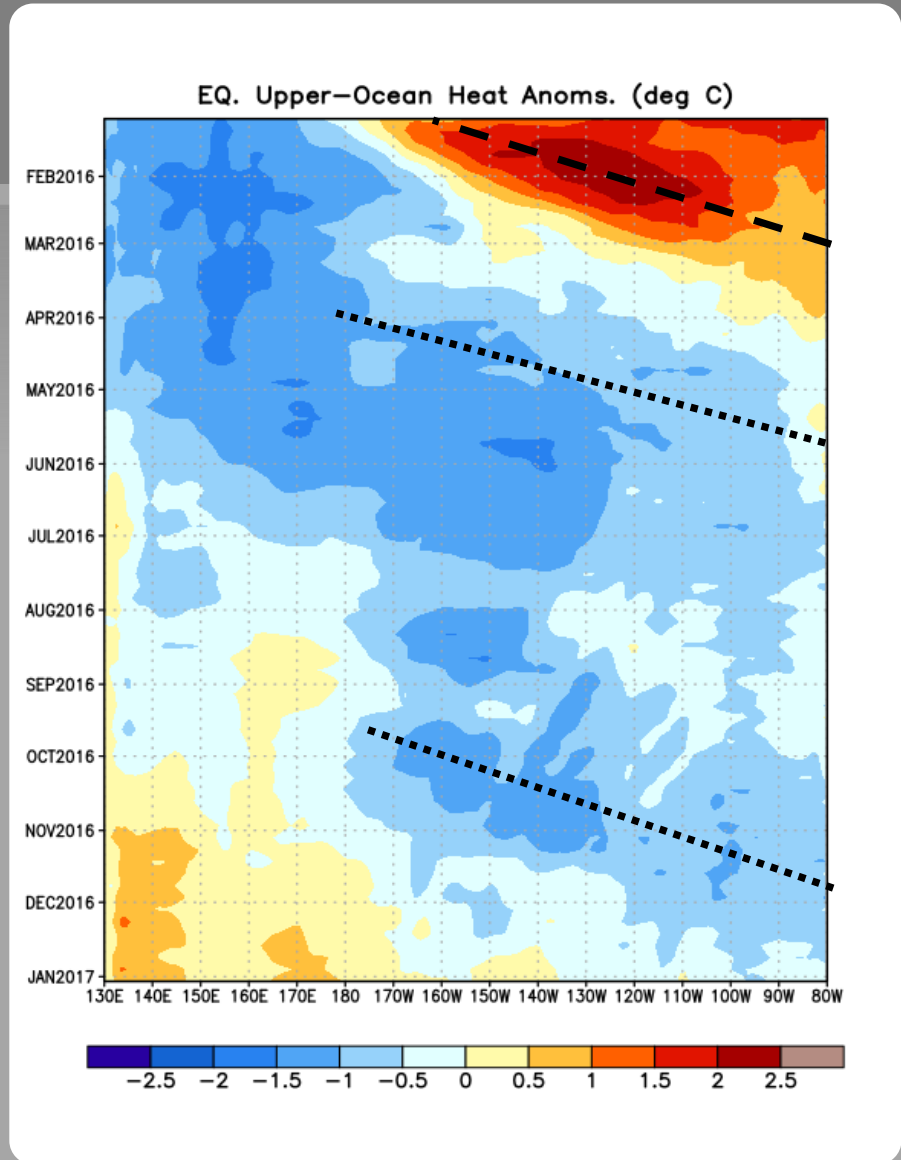 EQ. Upper-Ocean Heat Anoms. (deg C)
FEB2016
MAR2016
APR2016
MAY2016
JUN2016
JUL2016
AUG2016
SEP2016
OCT2016
NOV2016
DEC2016
JAN2017
130E 140E 150E 160E 170E 180 170W 160W 150W 140W 130W 120W 110W 100W 90W 80W
-2.5 -2 -1.5 -1 -0.5 0 0.5 1 1.5 2 2.5